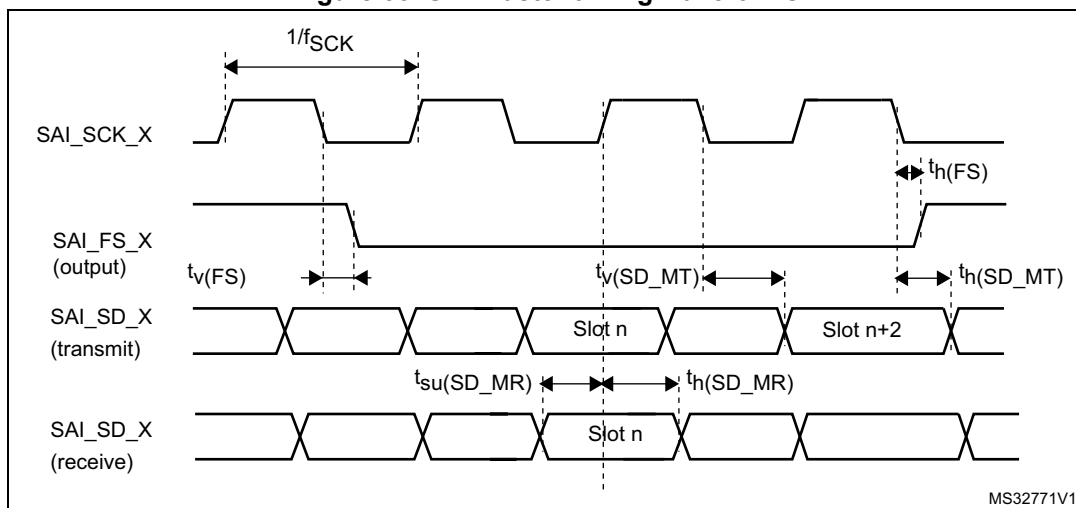 1/fSCK
SAI_SCK_X
th(FS)
SAI_FS_X
(output)
tv(FS)
tv(SD_MT)
th(SD_MT)
SAI_SD_X
(transmit)
Slot n
Slot n+2
tsu(SD_MR)
th(SD_MR)
SAI_SD_X
(receive)
Slot n
MS32771V1